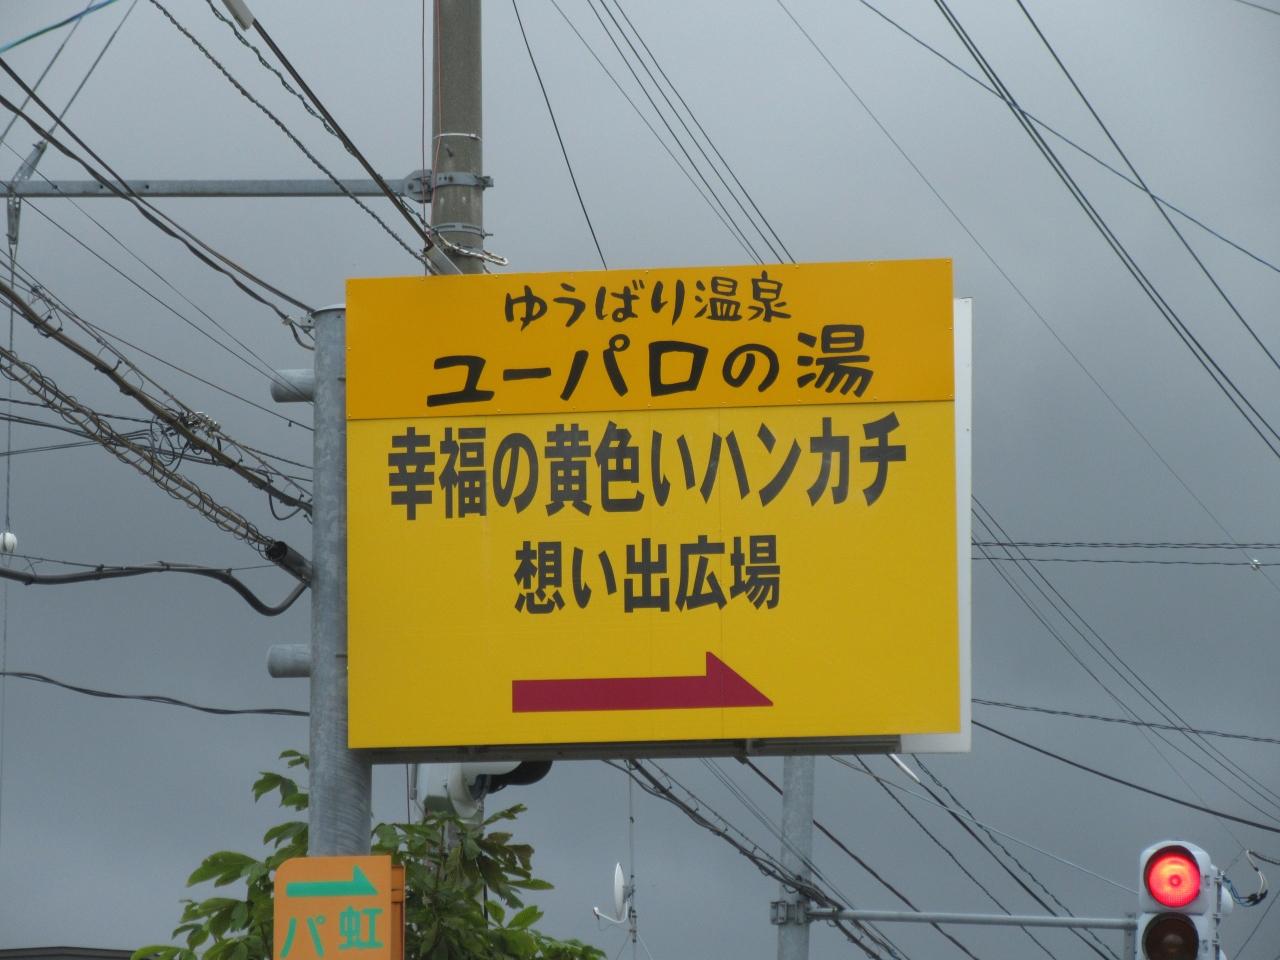 ゆうばり温泉
ユーパロの湯
幸福の黄色いハンカチ
想い出広場
パ 虹